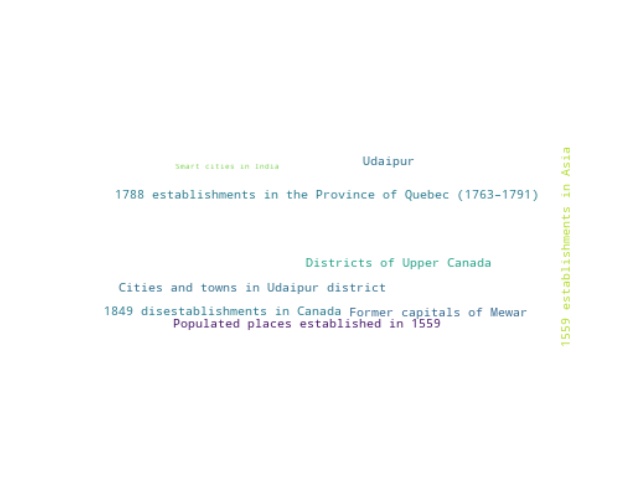 Udaipur
Smart cities in India
1788 establishments in the Province of Quebec (1763–1791)
Districts of Upper Canada
Cities and towns in Udaipur district
1849 disestablishments in Canada
Former capitals of Mewar
Populated places established in 1559
1559 establishments in Asia